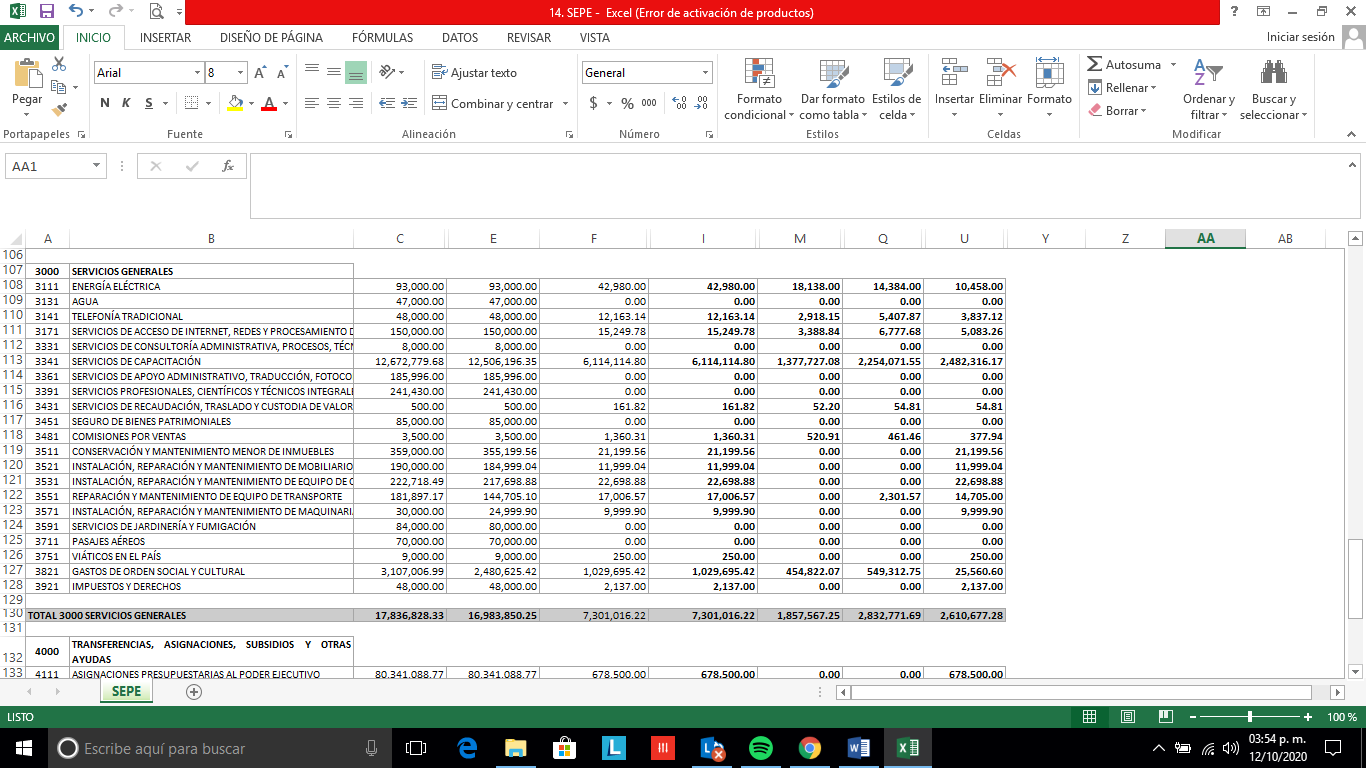 14. SEPE - Excel (Error de activación de productos)
ARCHIVO INICIO INSERTAR DISEÑO DE PÁGINA FÓRMULAS DATOS REVISAR VISTA Iniciar sesión
Arial 8 Ajustar texto General Autosuma
Pegar N K S Combinar y centrar $ % 000 Formato condicional Dar formato como tabla Estilos de celda Insertar Eliminar Formato Rellenar Borrar Ordenar y filtrar Buscar y seleccionar
Portapapeles Fuente Alineación Número Estilos Celdas Modificar
AA1 fx
A B C E F I M Q U Y Z AA AB
106
107 3000 SERVICIOS GENERALES
108 3111 ENERGÍA ELÉCTRICA 93,000.00 93,000.00 42,980.00 42,980.00 18,138.00 14,384.00 10,458.00
109 3131 AGUA 47,000.00 47,000.00 0.00 0.00 0.00 0.00 0.00
110 3141 TELEFONÍA TRADICIONAL 48,000.00 48,000.00 12,163.14 12,163.14 2,918.15 5,407.87 3,837.12
111 3171 SERVICIOS DE ACCESO DE INTERNET, REDES Y PROCESAMIENTO D 150,000.00 150,000.00 15,249.78 15,249.78 3,388.84 6,777.68 5,083.26
112 3331 SERVICIOS DE CONSULTORÍA ADMINISTRATIVA, PROCESOS, TÉCN 8,000.00 8,000.00 0.00 0.00 0.00 0.00 0.00
113 3341 SERVICIOS DE CAPACITACIÓN 12,672,779.68 12,506,196.35 6,114,114.80 6,114,114.80 1,377,727.08 2,254,071.55 2,482,316.17
114 3361 SERVICIOS DE APOYO ADMINISTRATIVO, TRADUCCIÓN, FOTOCO 185,996.00 185,996.00 0.00 0.00 0.00 0.00 0.00
115 3391 SERVICIOS PROFESIONALES, CIENTÍFICOS Y TÉCNICOS INTEGRALE 241,430.00 241,430.00 0.00 0.00 0.00 0.00 0.00
116 3431 SERVICIOS DE RECAUDACIÓN, TRASLADO Y CUSTODIA DE VALOR 500.00 500.00 161.82 161.82 52.20 54.81 54.81
117 3451 SEGURO DE BIENES PATRIMONIALES 85,000.00 85,000.00 0.00 0.00 0.00 0.00 0.00
118 3481 COMISIONES POR VENTAS 3,500.00 3,500.00 1,360.31 1,360.31 520.91 461.46 377.94
119 3511 CONSERVACIÓN Y MANTENIMIENTO MENOR DE INMUEBLES 359,000.00 355,199.56 21,199.56 21,199.56 0.00 0.00 21,199.56
120 3521 INSTALACIÓN, REPARACIÓN Y MANTENIMIENTO DE MOBILIARIO 190,000.00 184,999.04 11,999.04 11,999.04 0.00 0.00 11,999.04
121 3531 INSTALACIÓN, REPARACIÓN Y MANTENIMIENTO DE EQUIPO DE C 222,718.49 217,698.88 22,698.88 22,698.88 0.00 0.00 22,698.88
122 3551 REPARACIÓN Y MANTENIMIENTO DE EQUIPO DE TRANSPORTE 181,897.17 144,705.10 17,006.57 17,006.57 0.00 2,301.57 14,705.00
123 3571 INSTALACIÓN, REPARACIÓN Y MANTENIMIENTO DE MAQUINARI 30,000.00 24,999.90 9,999.90 9,999.90 0.00 0.00 9,999.90
124 3591 SERVICIOS DE JARDINERÍA Y FUMIGACIÓN 84,000.00 80,000.00 0.00 0.00 0.00 0.00 0.00
125 3711 PASAJES AÉREOS 70,000.00 70,000.00 0.00 0.00 0.00 0.00 0.00
126 3751 VIÁTICOS EN EL PAÍS 9,000.00 9,000.00 250.00 250.00 0.00 0.00 250.00
127 3821 GASTOS DE ORDEN SOCIAL Y CULTURAL 3,107,006.99 2,480,625.42 1,029,695.42 1,029,695.42 454,822.07 549,312.75 25,560.60
128 3921 IMPUESTOS Y DERECHOS 48,000.00 48,000.00 2,137.00 2,137.00 0.00 0.00 2,137.00
129
130 TOTAL 3000 SERVICIOS GENERALES 17,836,828.33 16,983,850.25 7,301,016.22 7,301,016.22 1,857,567.25 2,832,771.69 2,610,677.28
131
132 4000 TRANSFERENCIAS, ASIGNACIONES, SUBSIDIOS Y OTRAS
AYUDAS
133 4111 ASIGNACIONES PRESUPUESTARIAS AL PODER EJECUTIVO 80,341,088.77 80,341,088.77 678,500.00 678,500.00 0.00 0.00 678,500.00
SEPE
LISTO 100 %
Escribe aquí para buscar
03:54 p. m.
12/10/2020